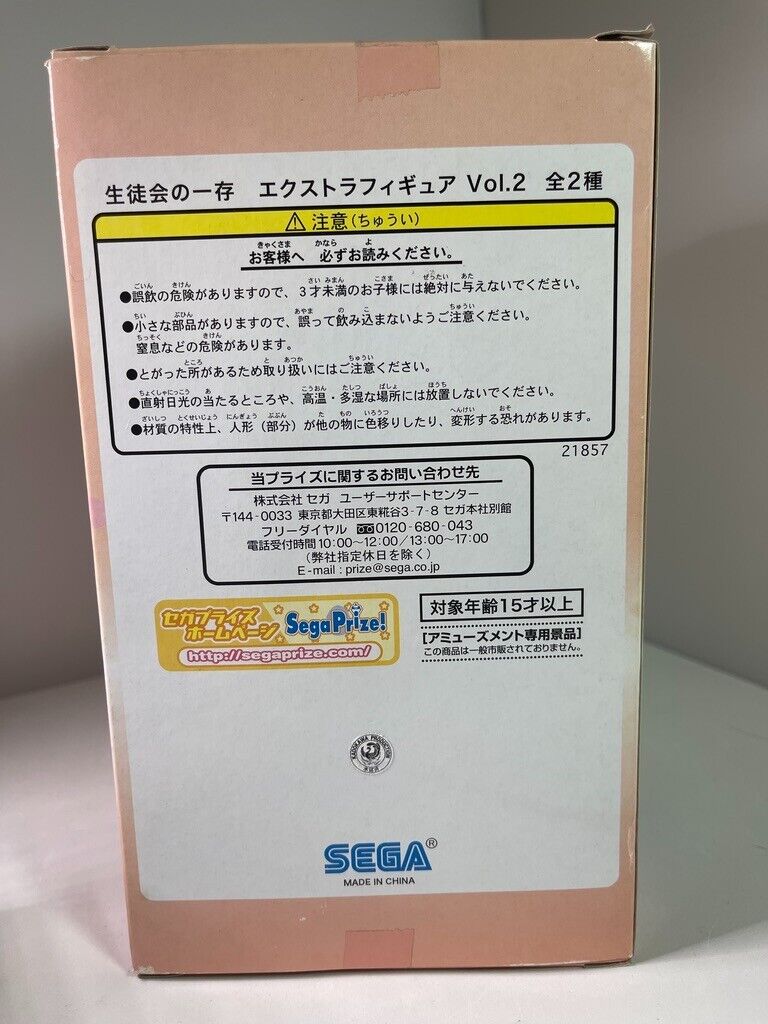 生徒会の一存　エクストラフィギュア Vol.2　全2種
⚠注意(ちゅうい)
お客様へ　必ずお読みください。
●誤飲の危険がありますので、3才未満のお子様には絶対に与えないでください。
●小さな部品がありますので、誤って飲み込まないようご注意ください。
窒息などの危険があります。
●とがった所があるため取り扱いにはご注意ください。
●直射日光の当たるところや、高温・多湿な場所には放置しないでください。
●材質の特性上、人形（部分）が他の物に色移りしたり、変形する恐れがあります。
21857
当プライズに関するお問い合わせ先
株式会社 セガ　ユーザーサポートセンター
〒144-0033 東京都大田区東糀谷3-7-8 セガ本社別館
フリーダイヤル 0120-680-043
電話受付時間 10:00〜12:00/13:00〜17:00
(弊社指定休日を除く)
E-mail : prize@sega.co.jp
セガプライズ
ホームページ
SegaPrize!
http://segaprize.com/
対象年齢15才以上
[アミューズメント専用景品]
この商品は一般市販されておりません。
KADOKAWA PRODUCTION
SEGA®
MADE IN CHINA